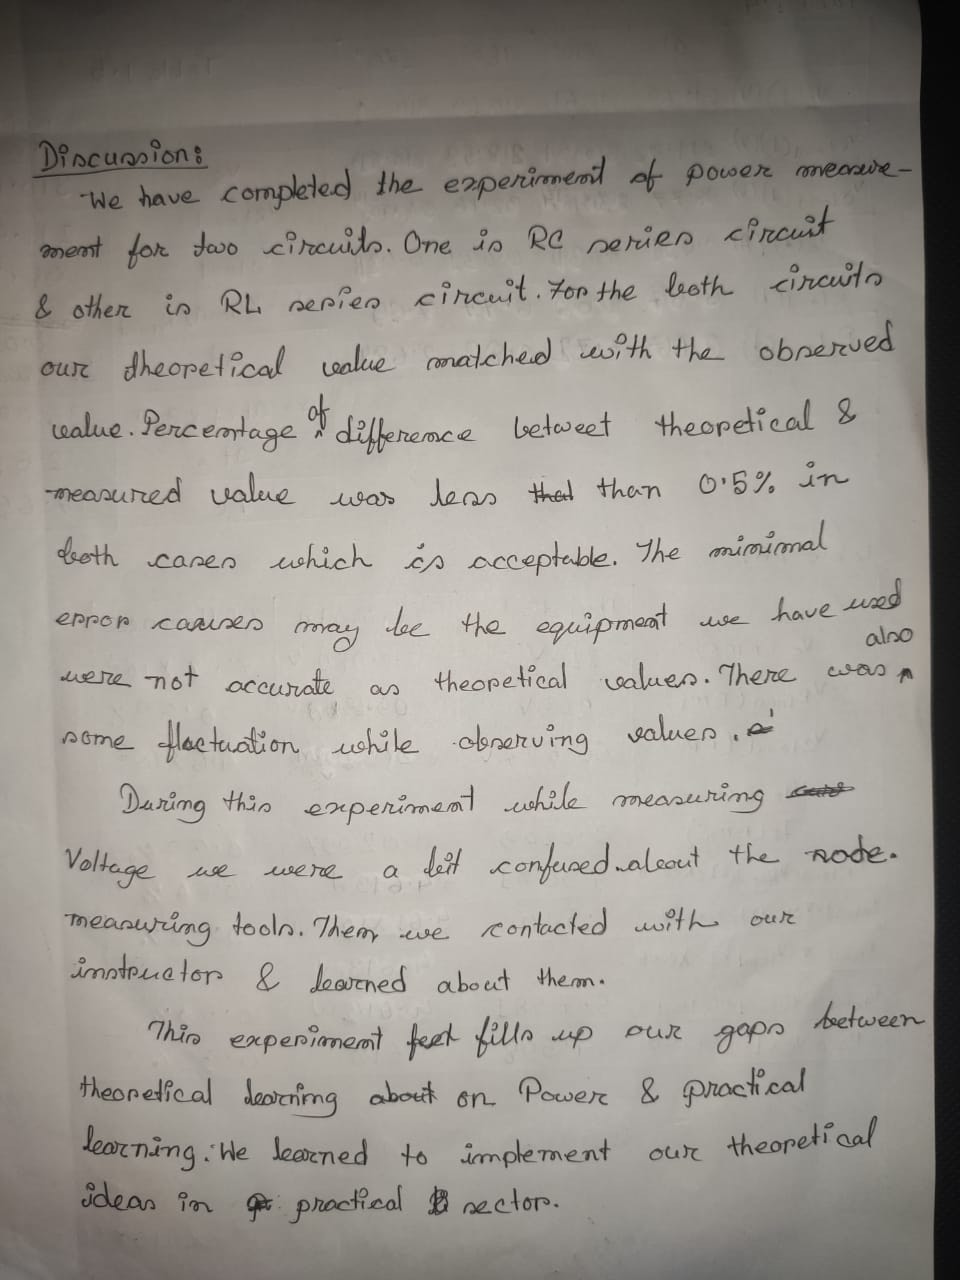 Discussion:
We have completed the experiment of power measure-
ment for two circuits. One is RC series circuit
& other is RL series circuit. For the both circuits
our theoretical value matched with the observed
value. Percentage of difference betweet theoretical &
measured value was less that than 0.5% in
both cases which is acceptable. The minimal
error causes may be the equipment we have used
were not accurate as theoretical values. There was also
some fluctuation while observing values.
During this experiment while measuring
Voltage we were a bit confused about the node.
measuring tools. Then we contacted with our
instructor & learned about them.
This experiment feet fills up our gaps between
theoretical learning about on Power & practical
learning. We learned to implement our theoretical
ideas in practical sector.